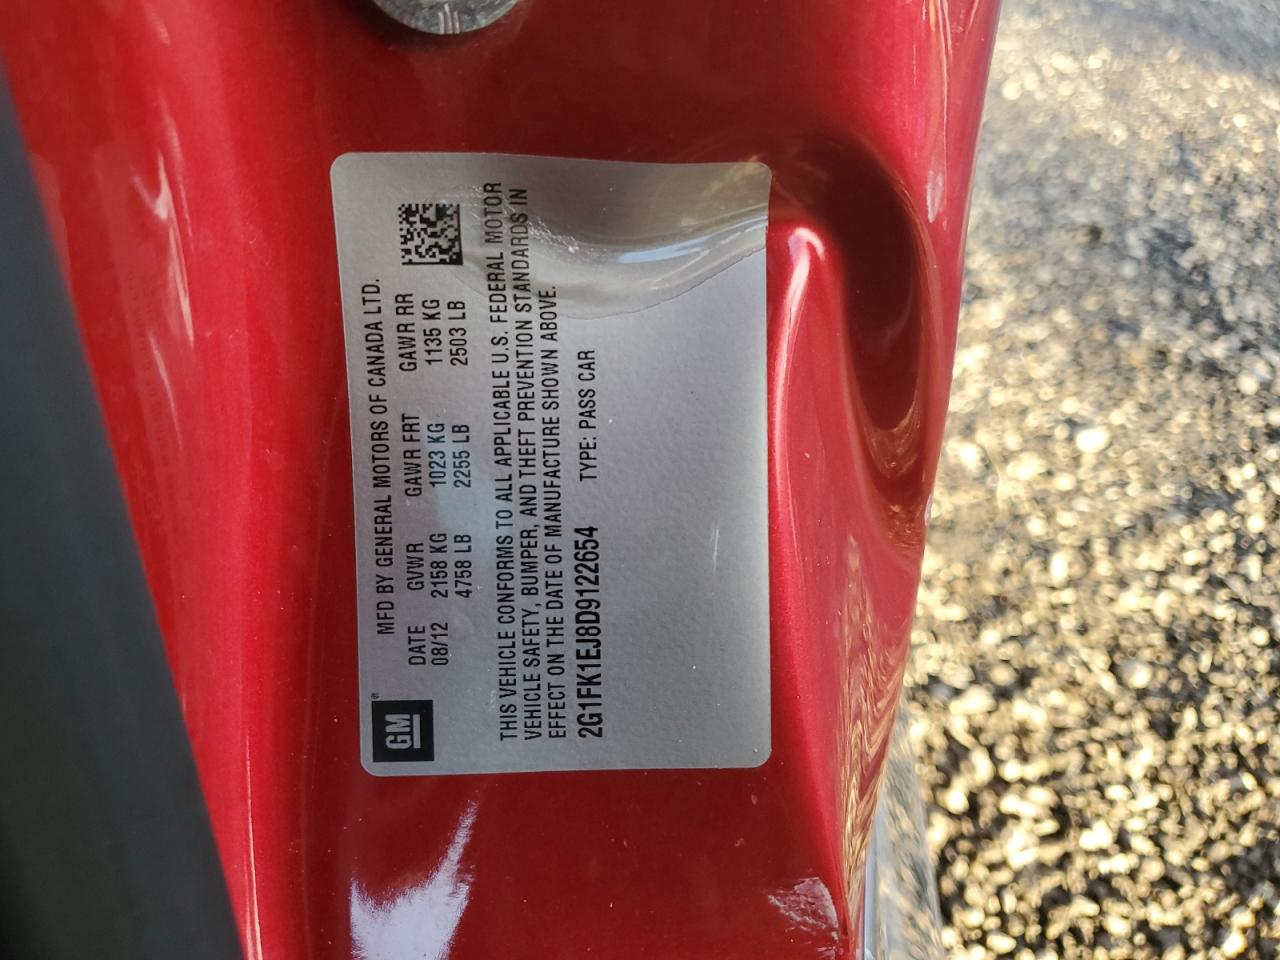 GM®
MFD BY GENERAL MOTORS OF CANADA LTD.
DATE GVWR GAWR FRT GAWR RR
08/12 2158 KG 1023 KG 1135 KG
4758 LB 2255 LB 2503 LB
THIS VEHICLE CONFORMS TO ALL APPLICABLE U.S. FEDERAL MOTOR
VEHICLE SAFETY, BUMPER, AND THEFT PREVENTION STANDARDS IN
EFFECT ON THE DATE OF MANUFACTURE SHOWN ABOVE.
2G1FK1EJ8D9122654 TYPE: PASS CAR